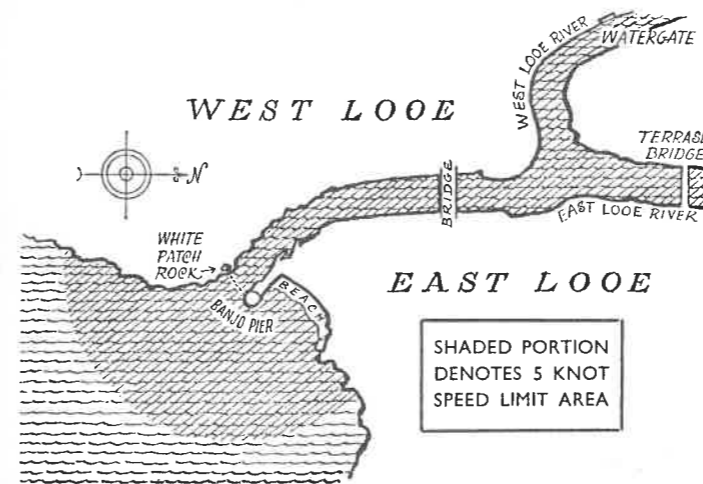 WATERGATE
WEST LOOE RIVER
WEST LOOE
BRIDGE
N
BRIDGE
EAST LOOE RIVER
WHITE
PATCH
ROCK
BEACH
BANJO PIER
EAST LOOE
SHADED PORTION
DENOTES 5 KNOT
SPEED LIMIT AREA